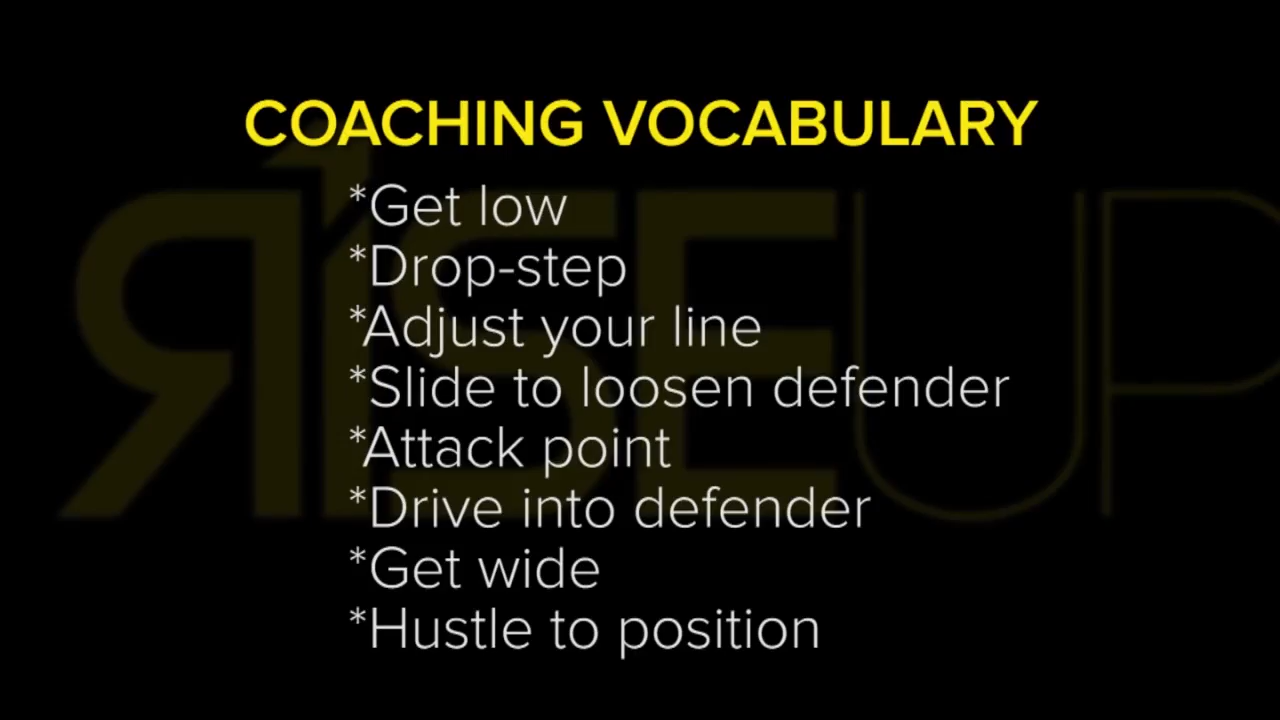 COACHING VOCABULARY
*Get low
*Drop-step
*Adjust your line
*Slide to loosen defender
*Attack point
*Drive into defender
*Get wide
*Hustle to position
RISEUP